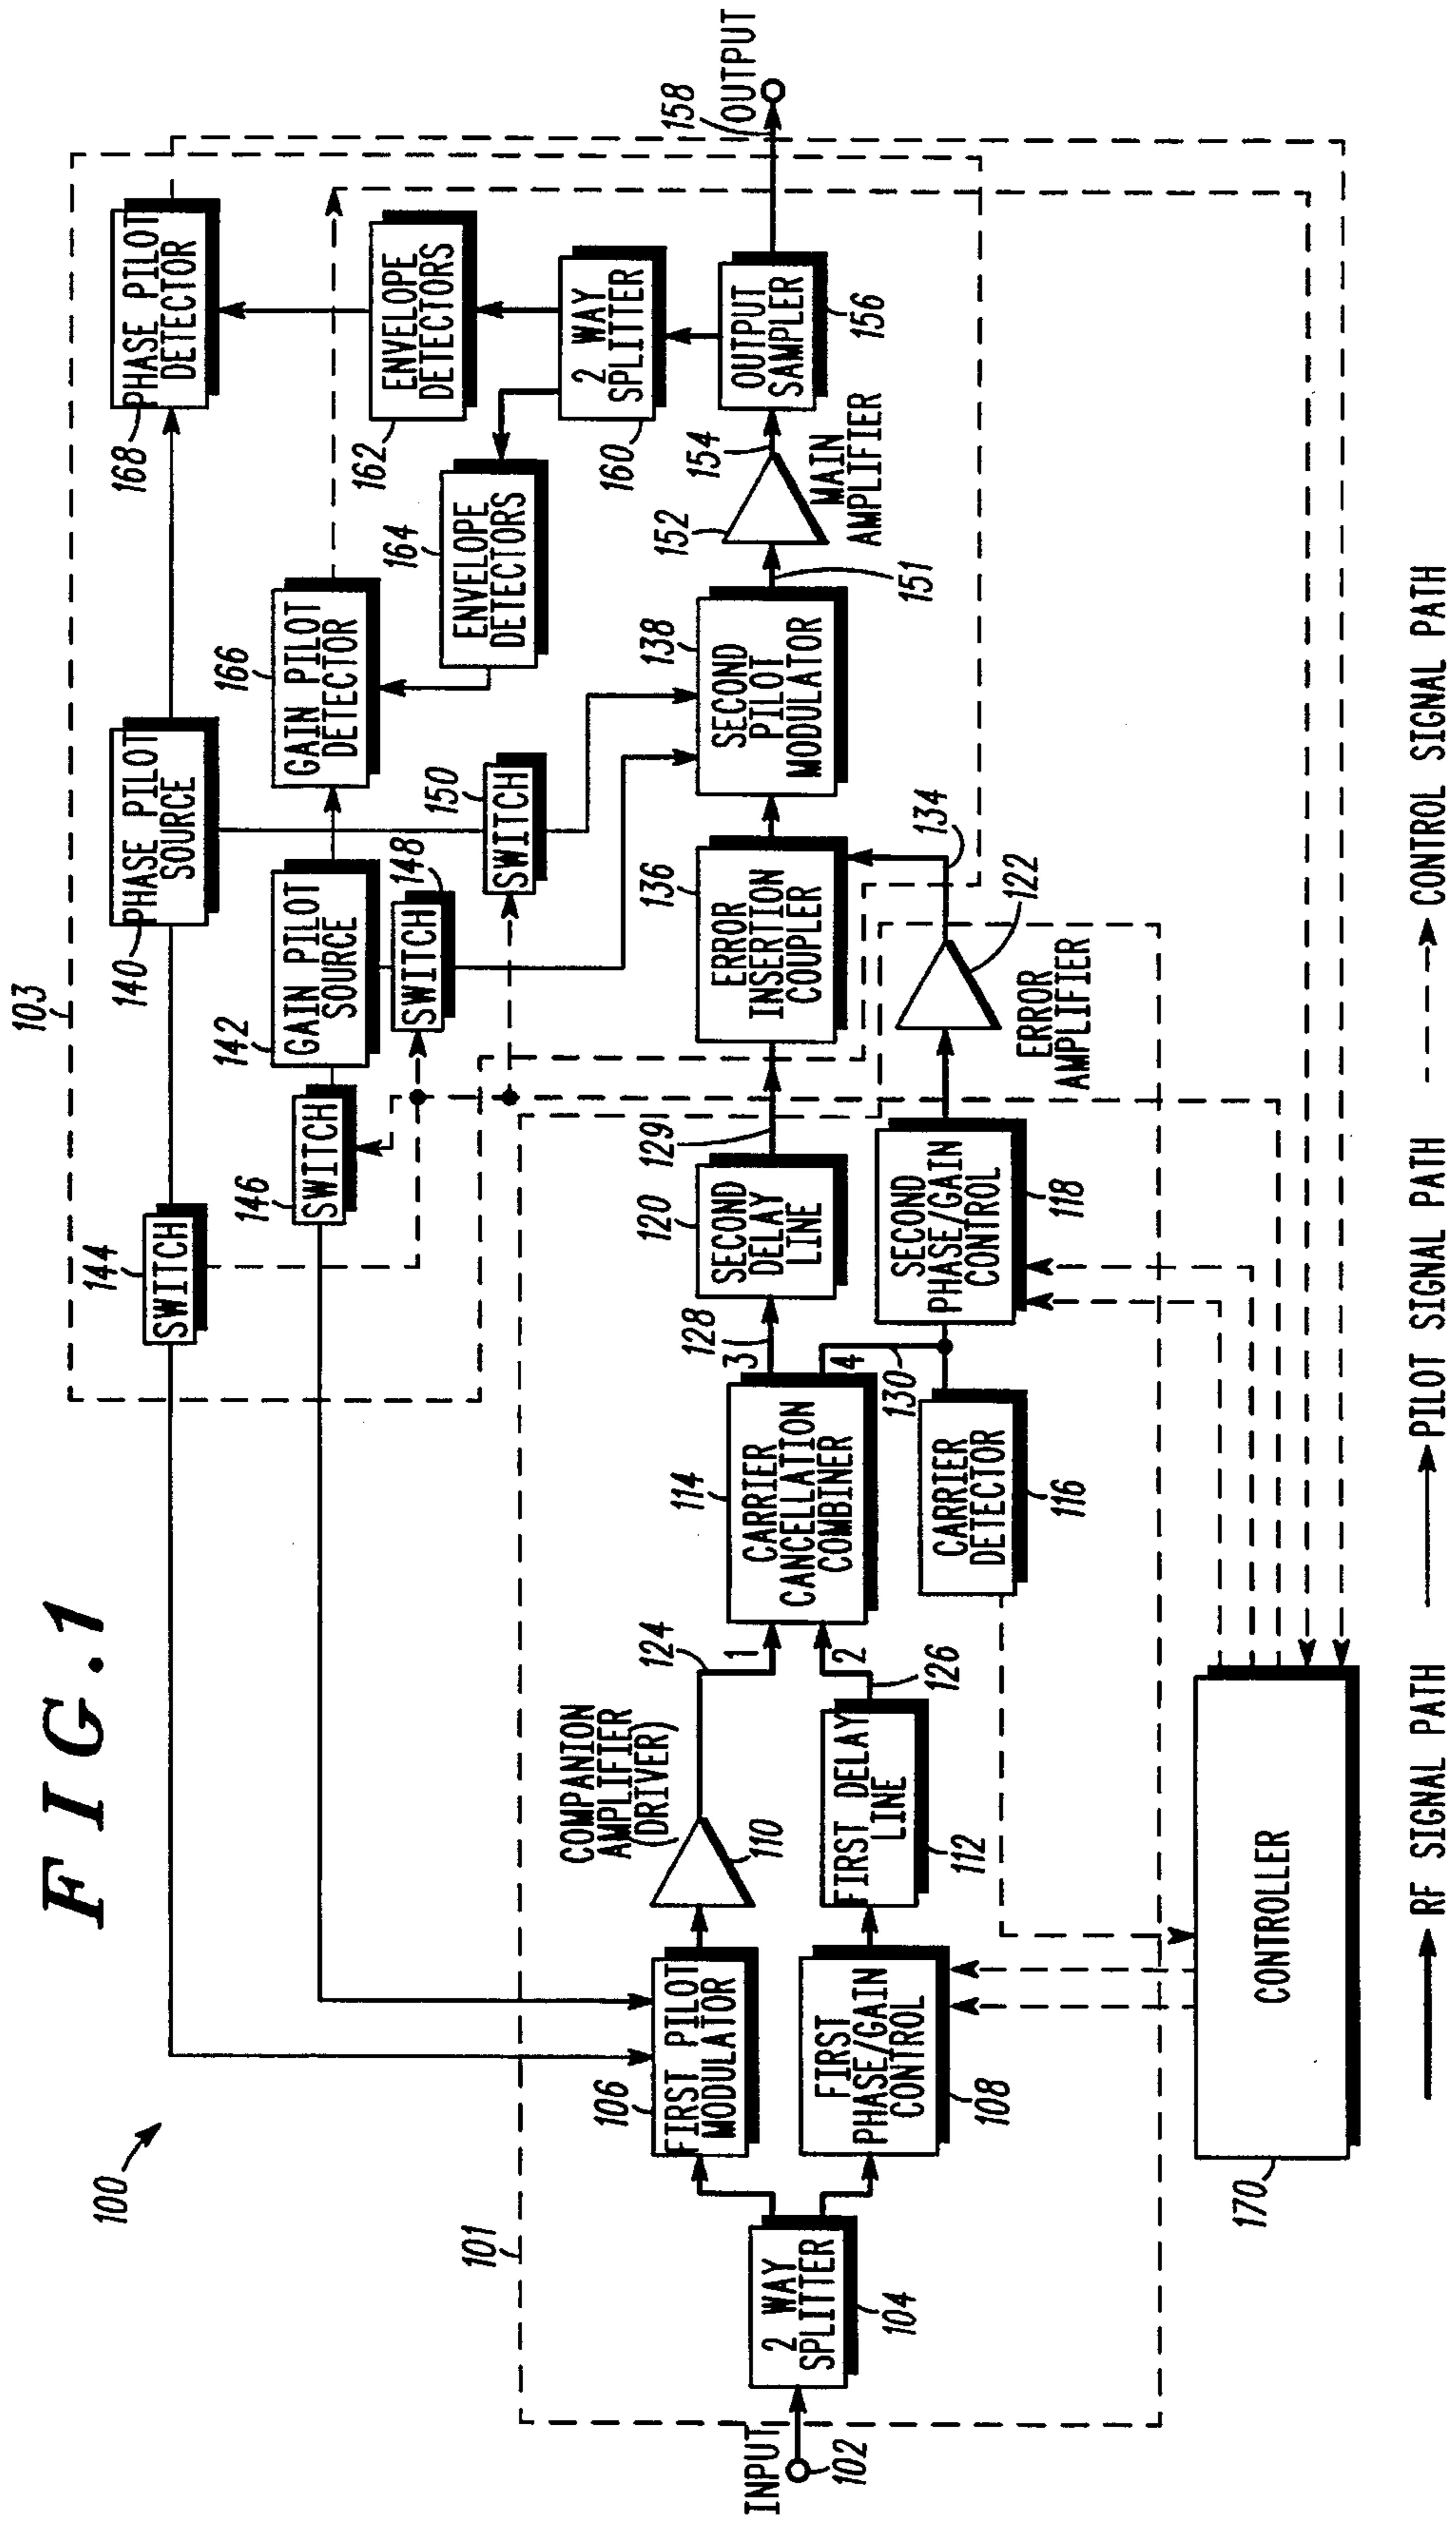 FIG.1
100
103
PHASE PILOT
SOURCE
140
PHASE PILOT
DETECTOR
168
SWITCH
144
SWITCH
146
GAIN PILOT
SOURCE
142
GAIN PILOT
DETECTOR
166
SWITCH
148
SWITCH
150
ENVELOPE
DETECTORS
164
ENVELOPE
DETECTORS
162
2 WAY
SPLITTER
160
101
INPUT
102
2 WAY
SPLITTER
104
FIRST PILOT
MODULATOR
106
FIRST
PHASE/GAIN
CONTROL
108
COMPANION
AMPLIFIER
(DRIVER)
110
FIRST DELAY
LINE
112
124
126
1
2
CARRIER
CANCELLATION
COMBINER
114
3
4
128
130
CARRIER
DETECTOR
116
SECOND
DELAY
LINE
120
129
SECOND
PHASE/GAIN
CONTROL
118
ERROR
AMPLIFIER
122
134
ERROR
INSERTION
COUPLER
136
SECOND
PILOT
MODULATOR
138
151
152
MAIN
AMPLIFIER
154
OUTPUT
SAMPLER
156
158
OUTPUT
CONTROLLER
170
RF SIGNAL PATH
PILOT SIGNAL PATH
CONTROL SIGNAL PATH